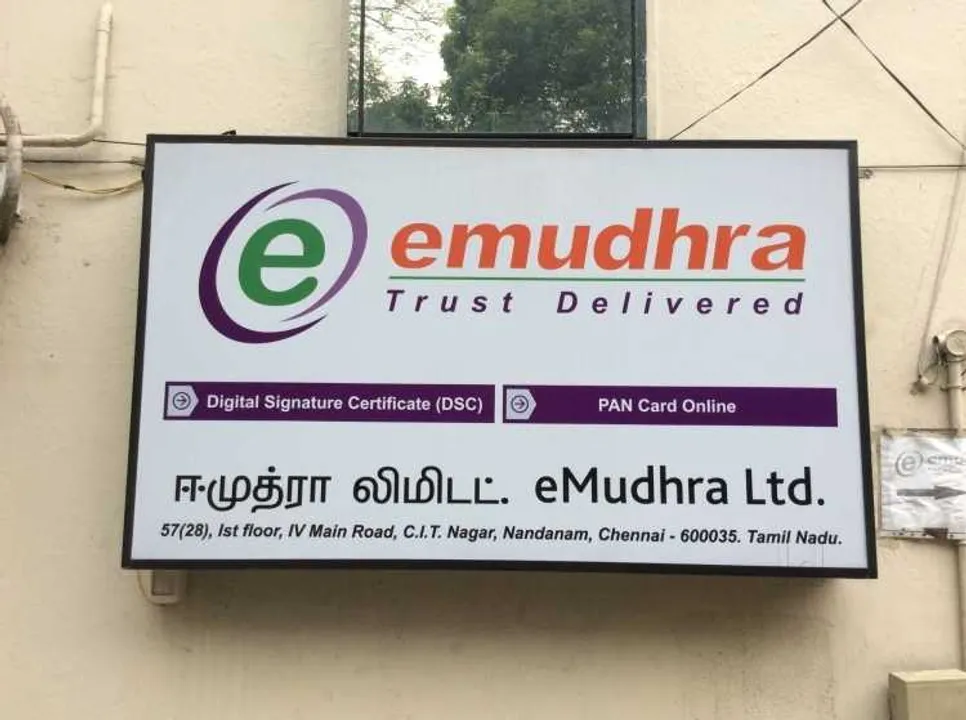 e emudhra
Trust Delivered
Digital Signature Certificate (DSC)
PAN Card Online
ஈமுத்ரா லிமிடட். eMudhra Ltd.
57(28), Ist floor, IV Main Road, C.I.T. Nagar, Nandanam, Chennai - 600035. Tamil Nadu.
e emu